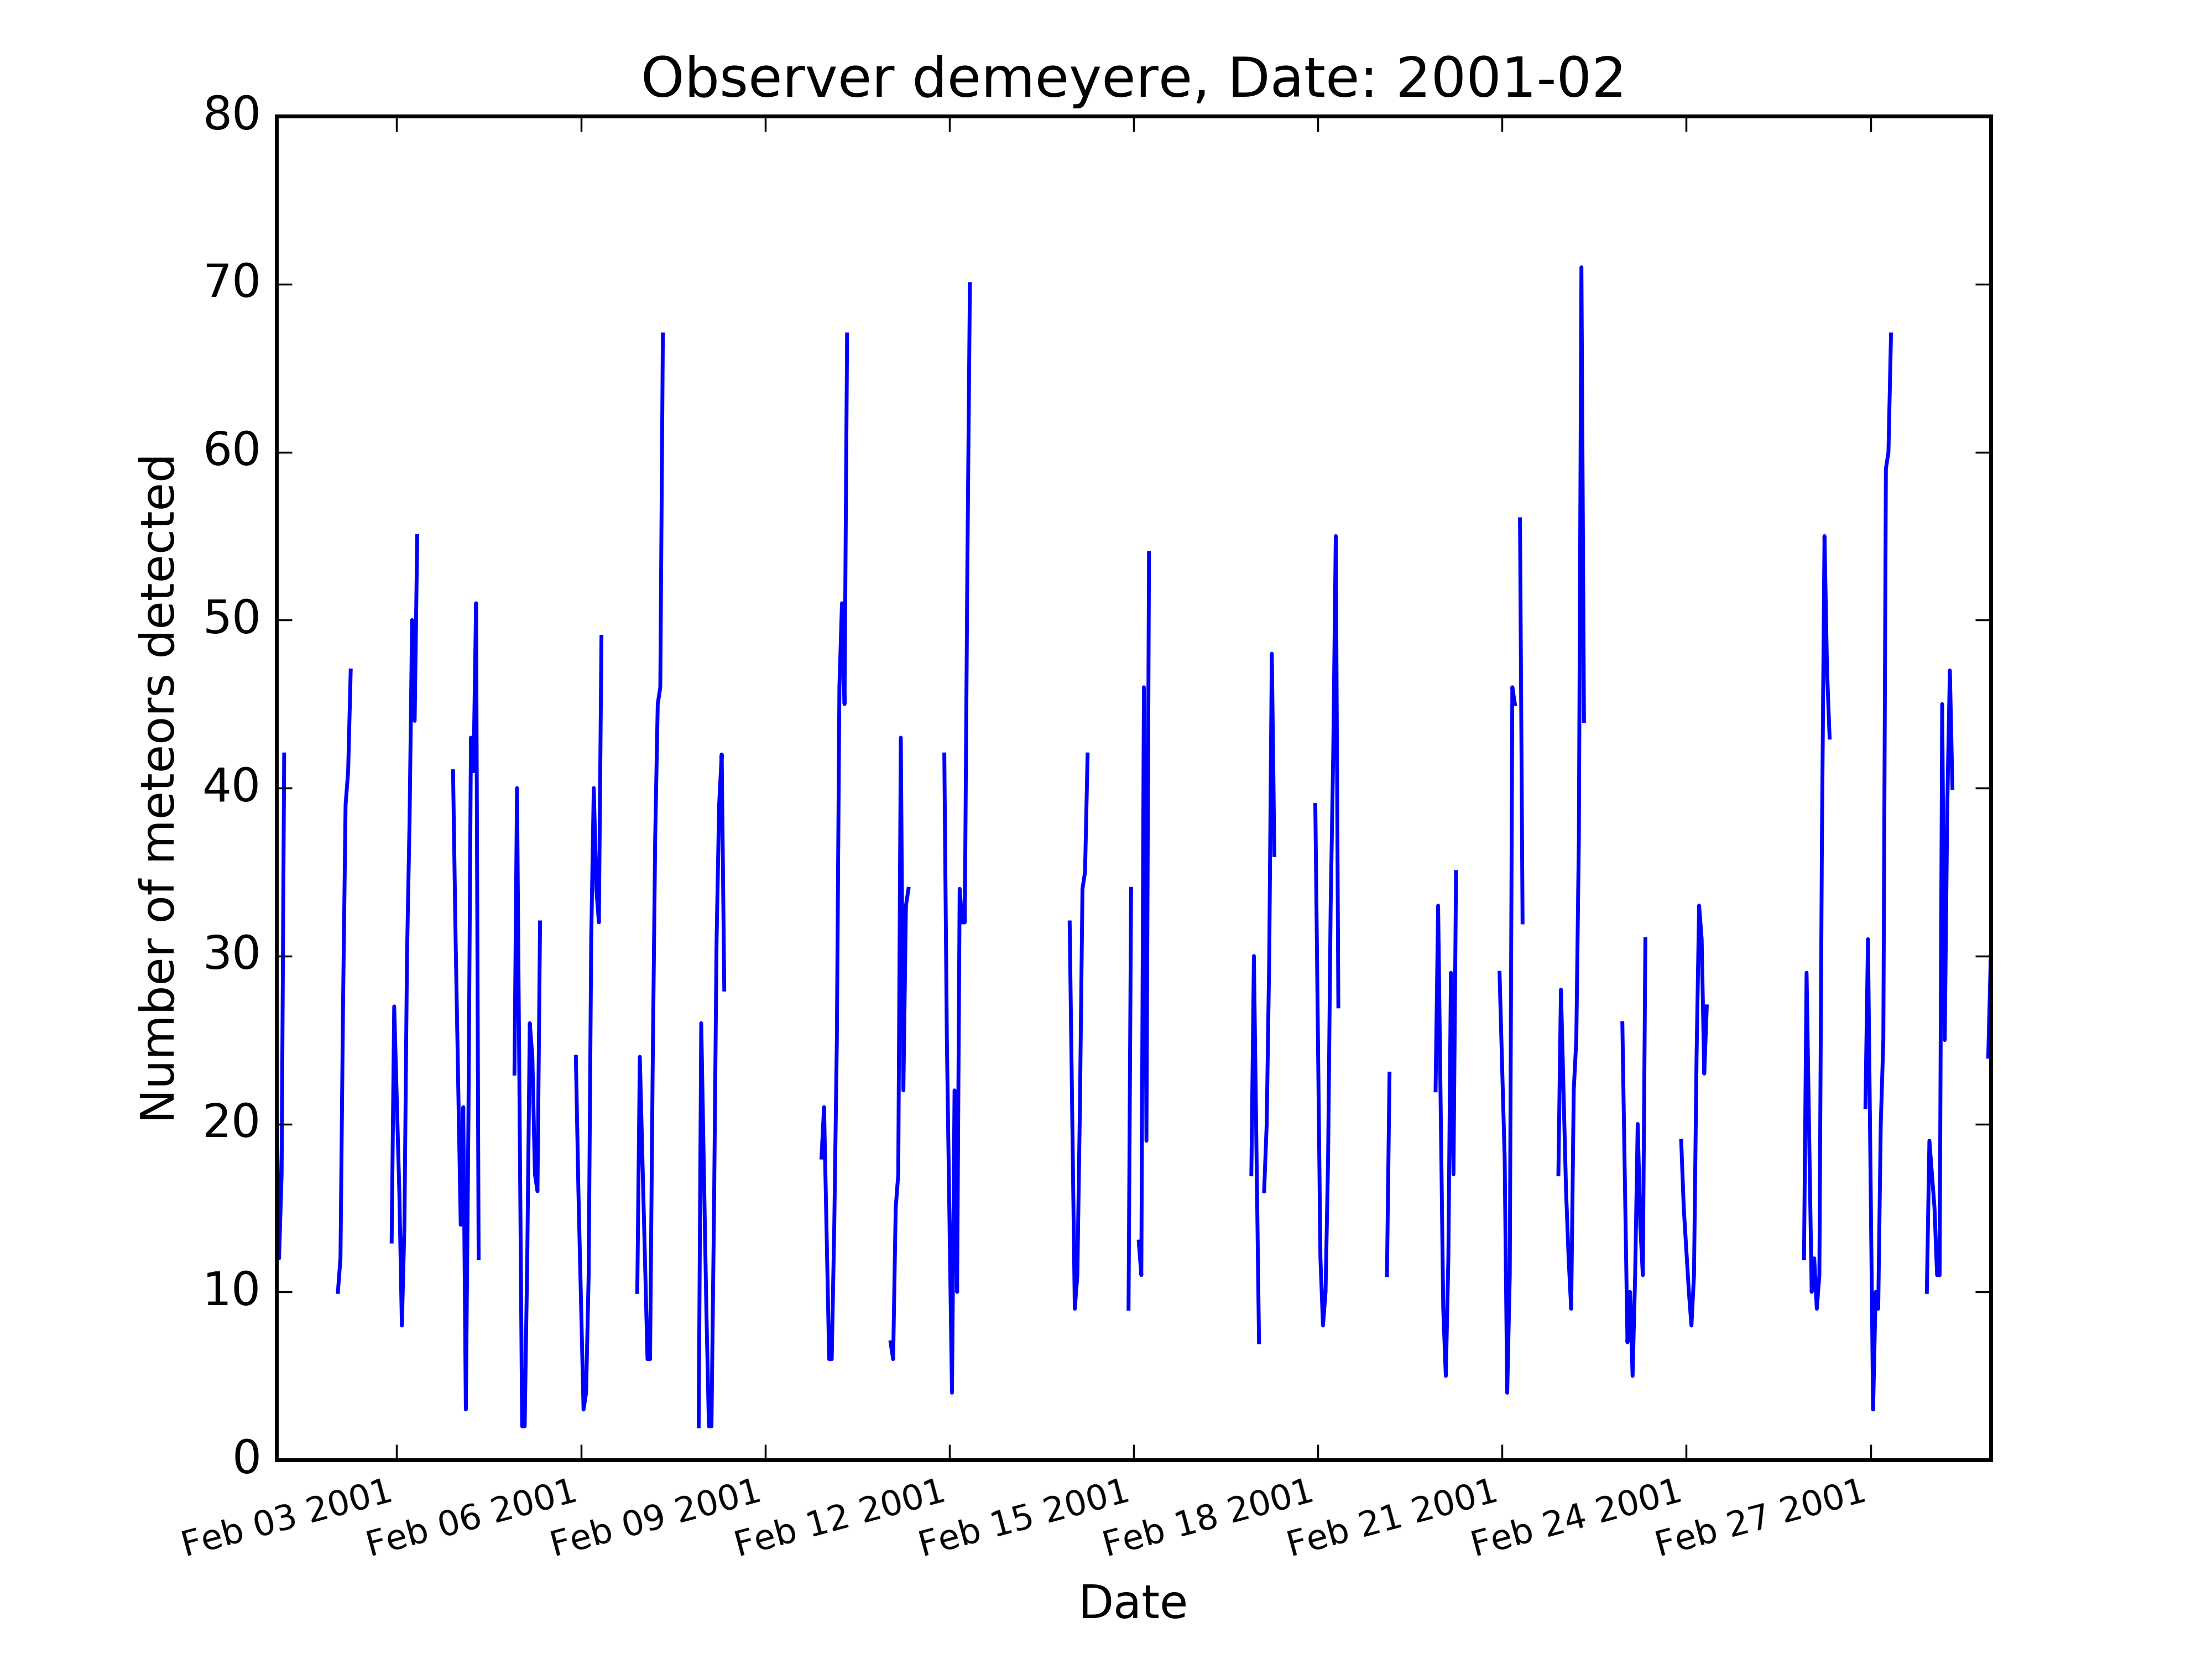 Observer demeyere, Date: 2001-02
80
70
60
50
40
30
20
10
0
Number of meteors detected
Feb 03 2001
Feb 06 2001
Feb 09 2001
Feb 12 2001
Feb 15 2001
Feb 18 2001
Feb 21 2001
Feb 24 2001
Feb 27 2001
Date